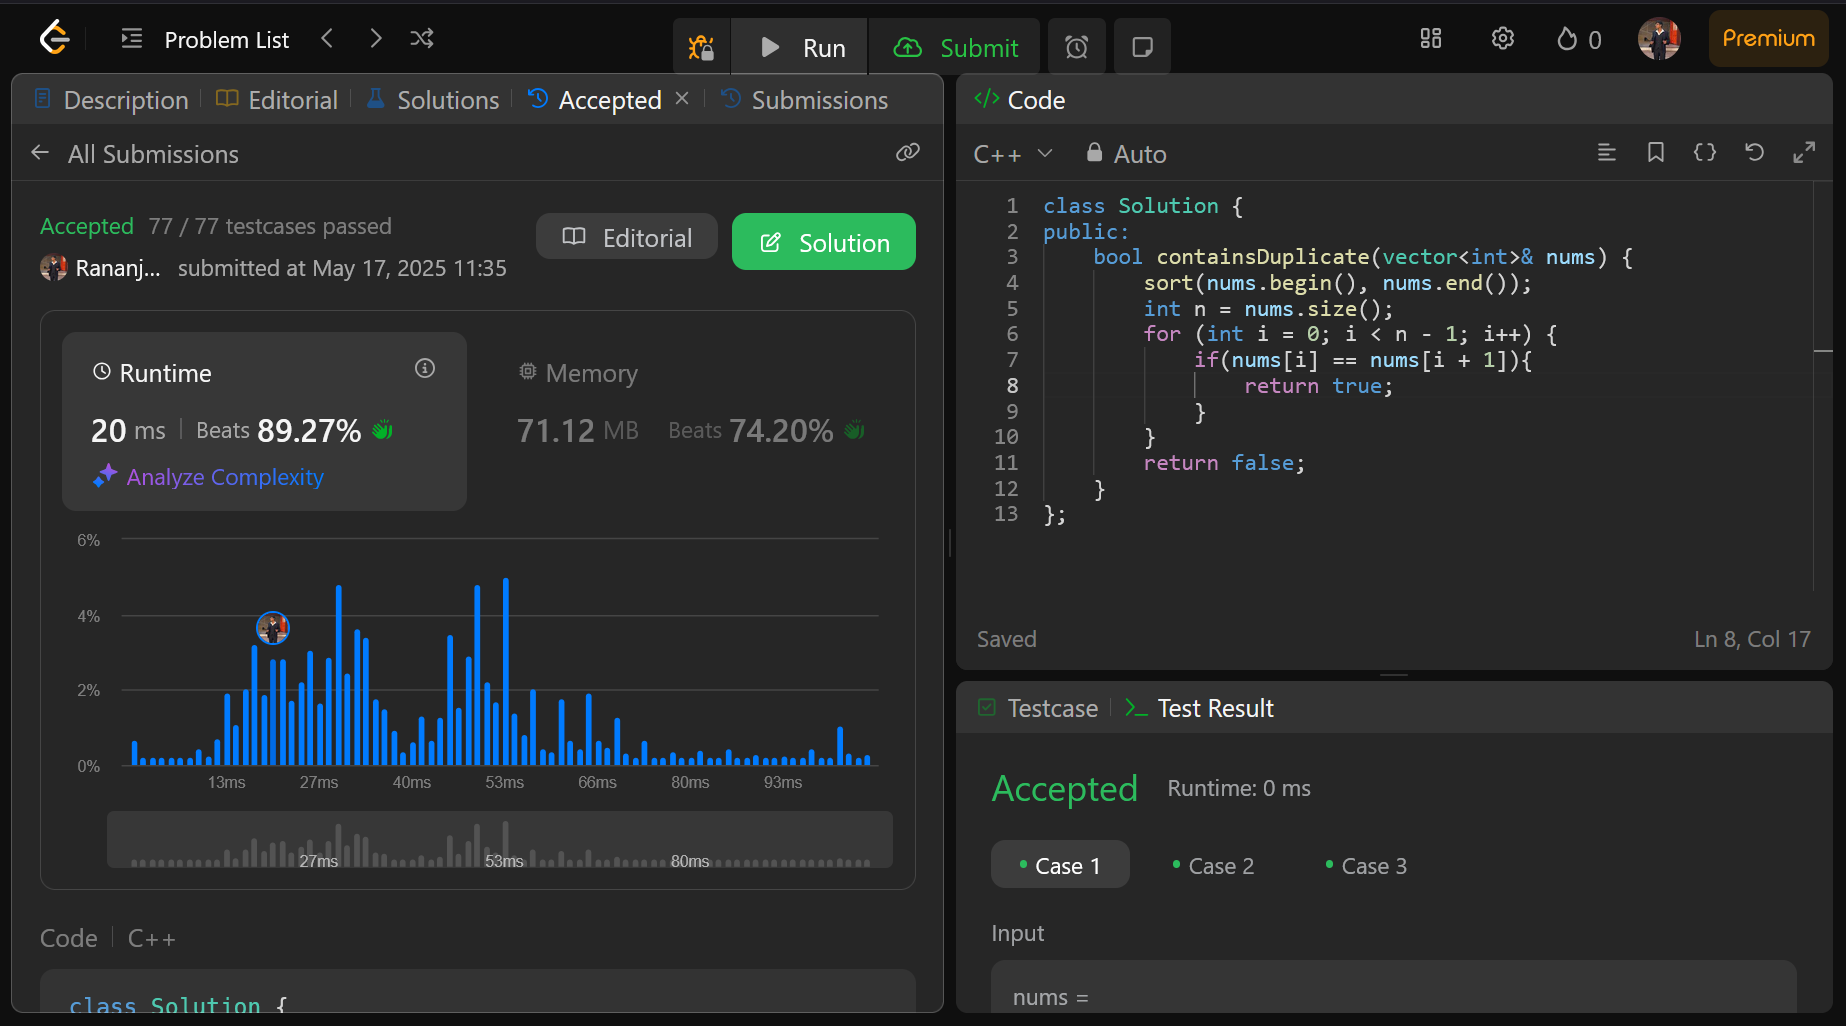 Problem List
Run
Submit
0
Premium
Description
Editorial
Solutions
Accepted
Submissions
All Submissions
Accepted 77 / 77 testcases passed
Rananj... submitted at May 17, 2025 11:35
Editorial
Solution
Runtime
20 ms Beats 89.27%
Analyze Complexity
Memory
71.12 MB Beats 74.20%
6%
4%
2%
0%
13ms 27ms 40ms 53ms 66ms 80ms 93ms
27ms 53ms 80ms
Code C++
class Solution {
</> Code
C++ Auto
1 class Solution {
2 public:
3 bool containsDuplicate(vector<int>& nums) {
4 sort(nums.begin(), nums.end());
5 int n = nums.size();
6 for (int i = 0; i < n - 1; i++) {
7 if(nums[i] == nums[i + 1]){
8 return true;
9 }
10 }
11 return false;
12 }
13 };
Saved
Ln 8, Col 17
Testcase
Test Result
Accepted Runtime: 0 ms
Case 1 Case 2 Case 3
Input
nums =